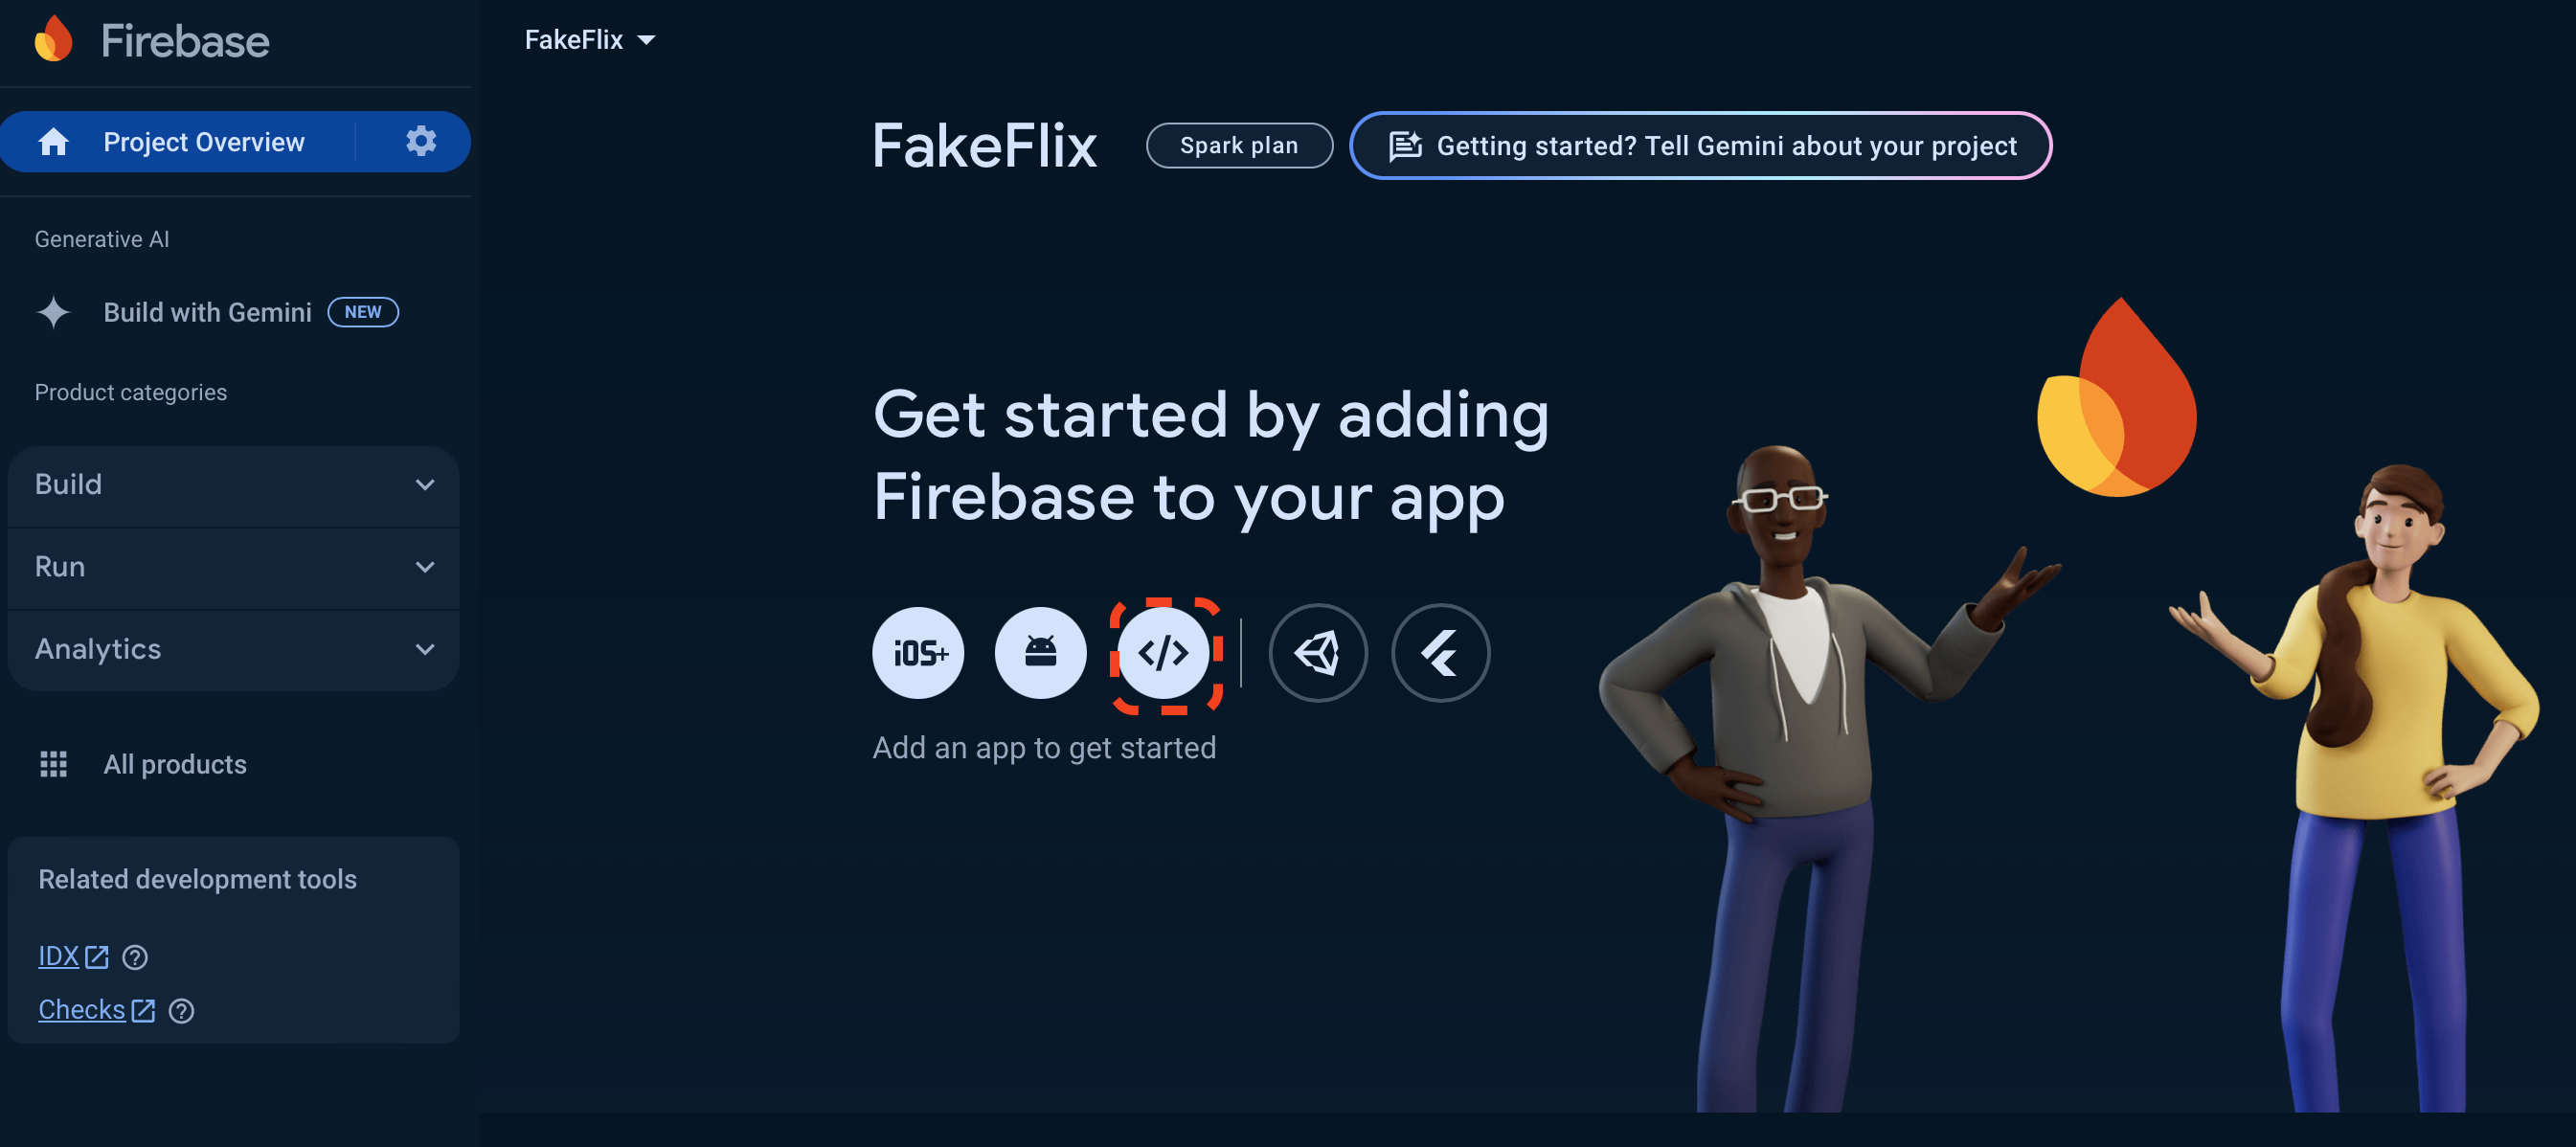 Firebase
Project Overview
Generative AI
Build with Gemini NEW
Product categories
Build
Run
Analytics
All products
Related development tools
IDX
Checks
FakeFlix
FakeFlix
Spark plan
Getting started? Tell Gemini about your project
Get started by adding
Firebase to your app
iOS+
</>
Add an app to get started